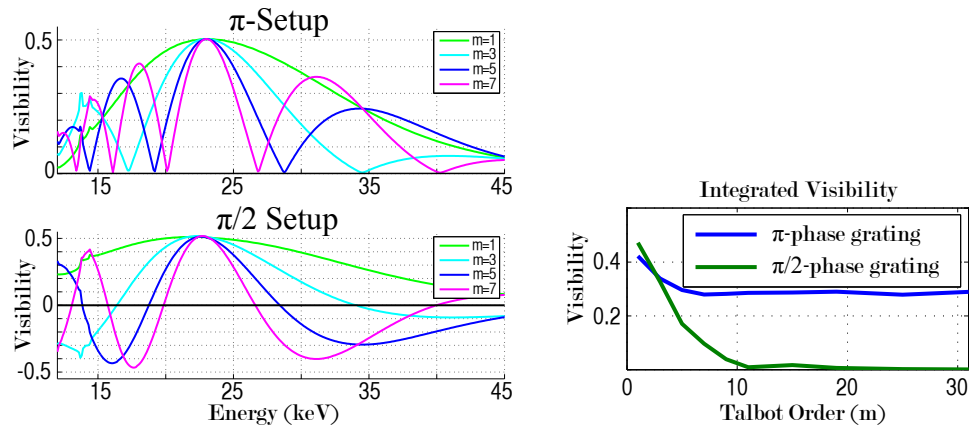 π-Setup
Visibility
0.5
0
m=1
m=3
m=5
m=7
15
25
35
45
π/2 Setup
Visibility
0.5
0
-0.5
m=1
m=3
m=5
m=7
15
25
35
45
Energy (keV)
Integrated Visibility
Visibility
0.4
0.2
π-phase grating
π/2-phase grating
0
10
20
30
Talbot Order (m)